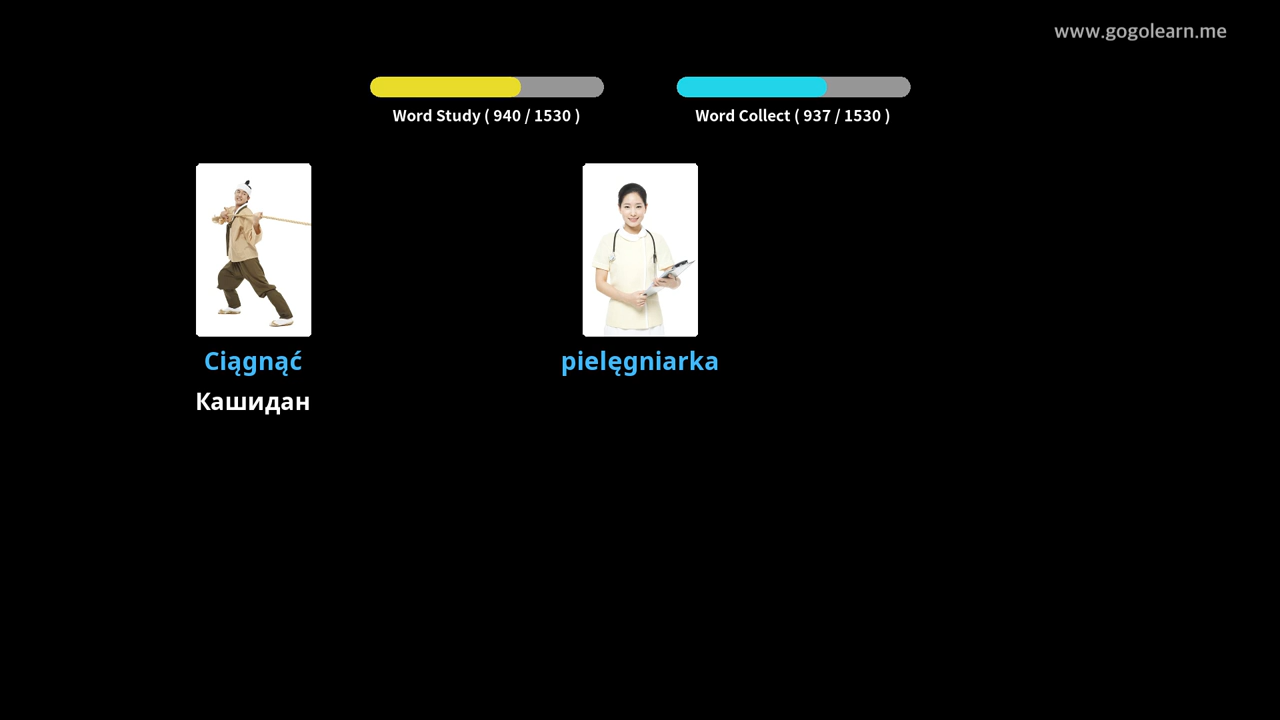 www.gogolearn.me
Word Study ( 940 / 1530 )
Word Collect ( 937 / 1530 )
Ciągnąć
pielęgniarka
Кашидан